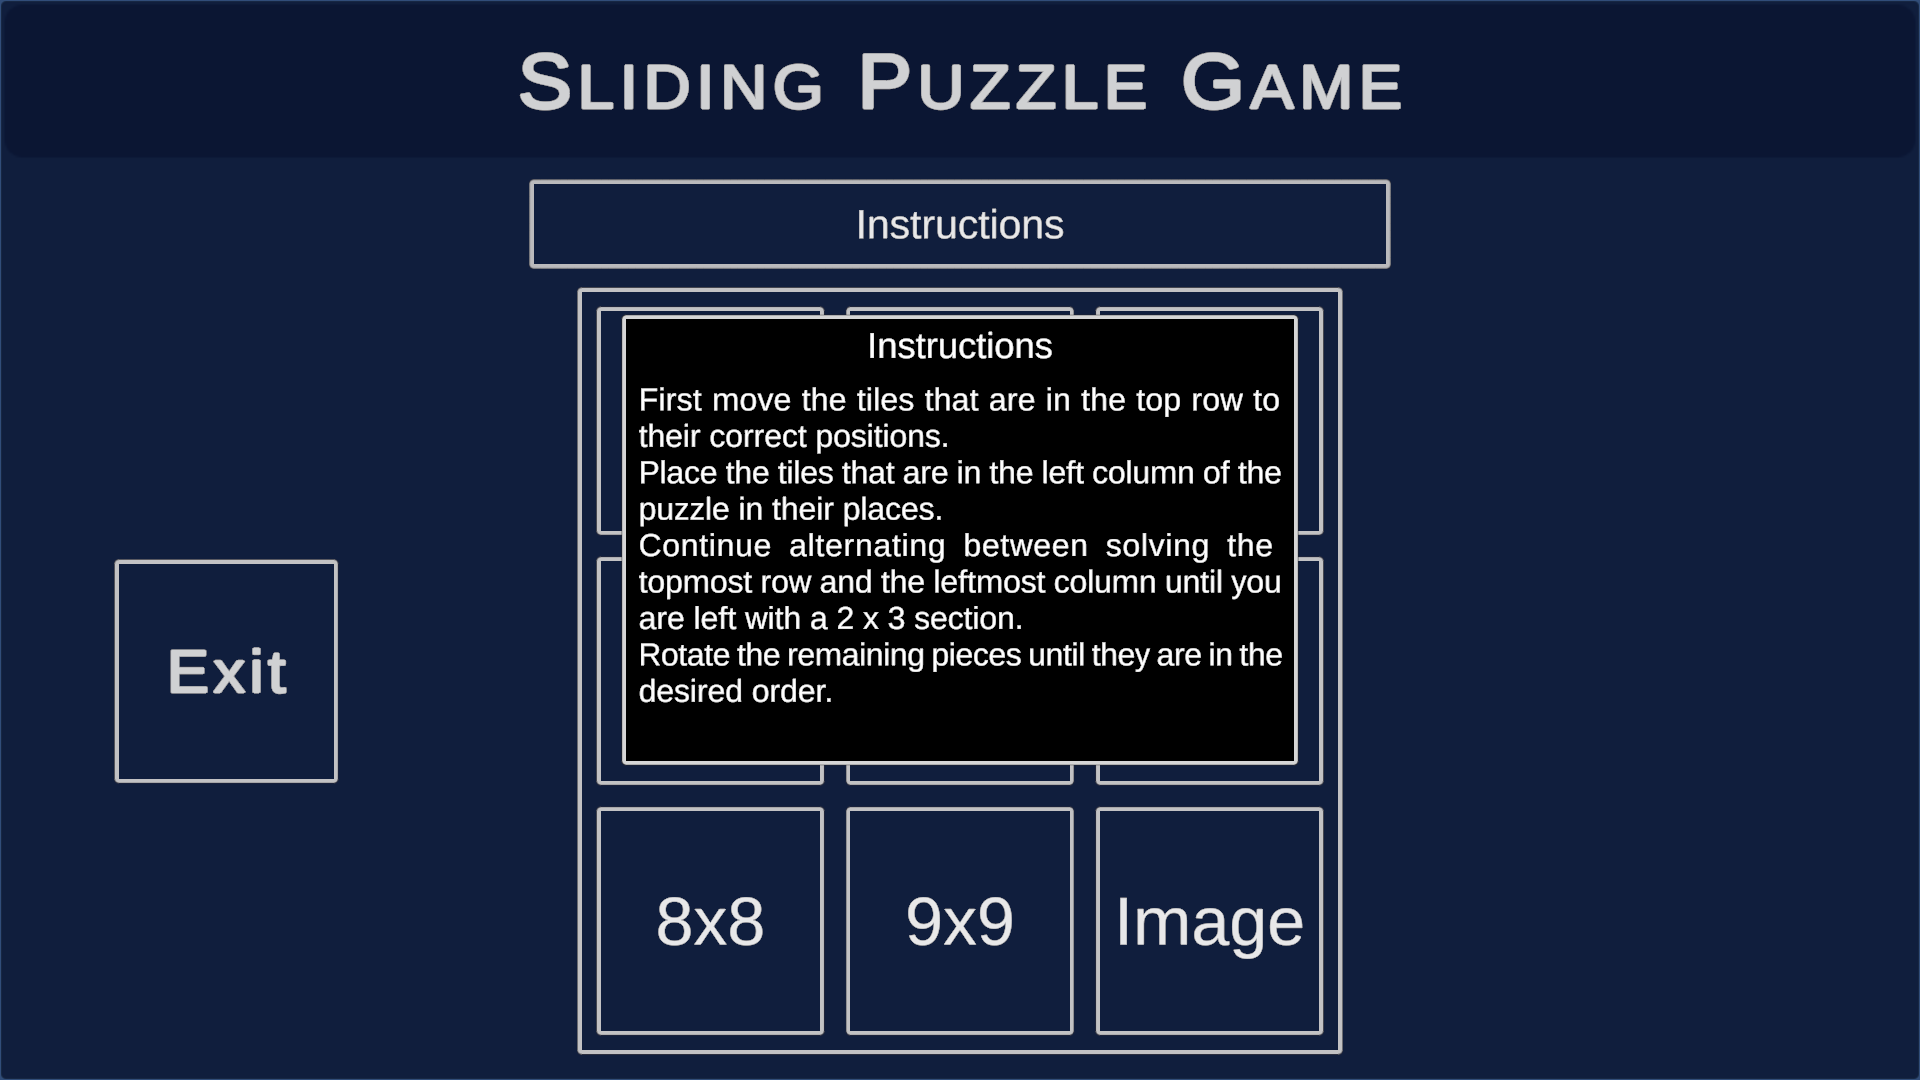 Sliding Puzzle Game
Instructions
Instructions
First move the tiles that are in the top row to
their correct positions.
Place the tiles that are in the left column of the
puzzle in their places.
Continue alternating between solving the
topmost row and the leftmost column until you
are left with a 2 x 3 section.
Rotate the remaining pieces until they are in the
desired order.
Exit
8x8
9x9
Image